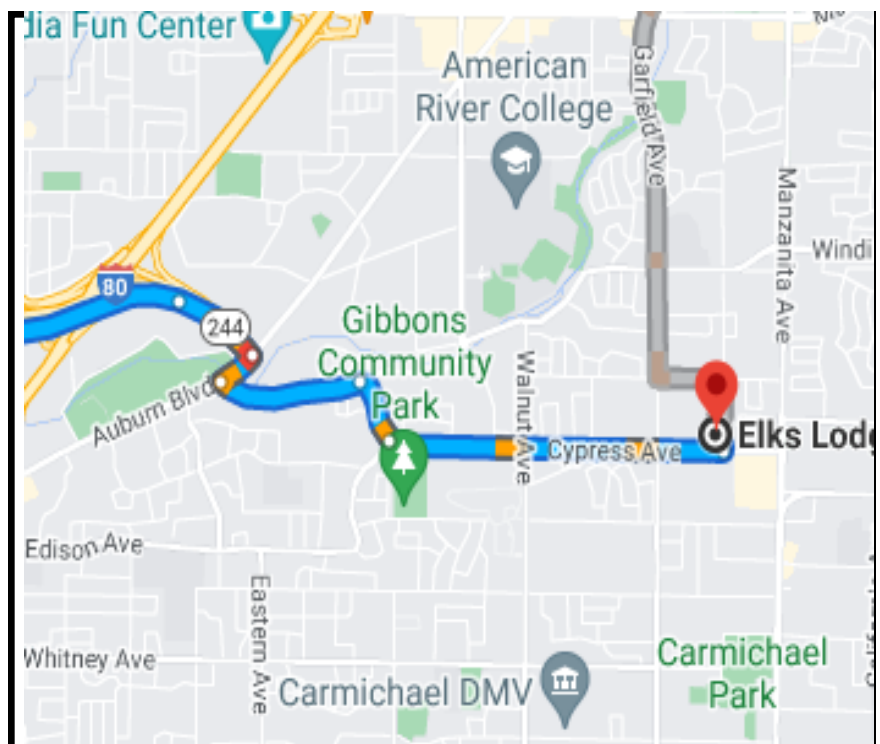 dia Fun Center
American
River College
Garfield Ave
Manzanita Ave
Windi
80
244
Gibbons
Community
Park
Auburn Blvd
Walnut Ave
Cypress Ave
Elks Lodg
Edison Ave
Eastern Ave
Whitney Ave
Carmichael DMV
Carmichael
Park